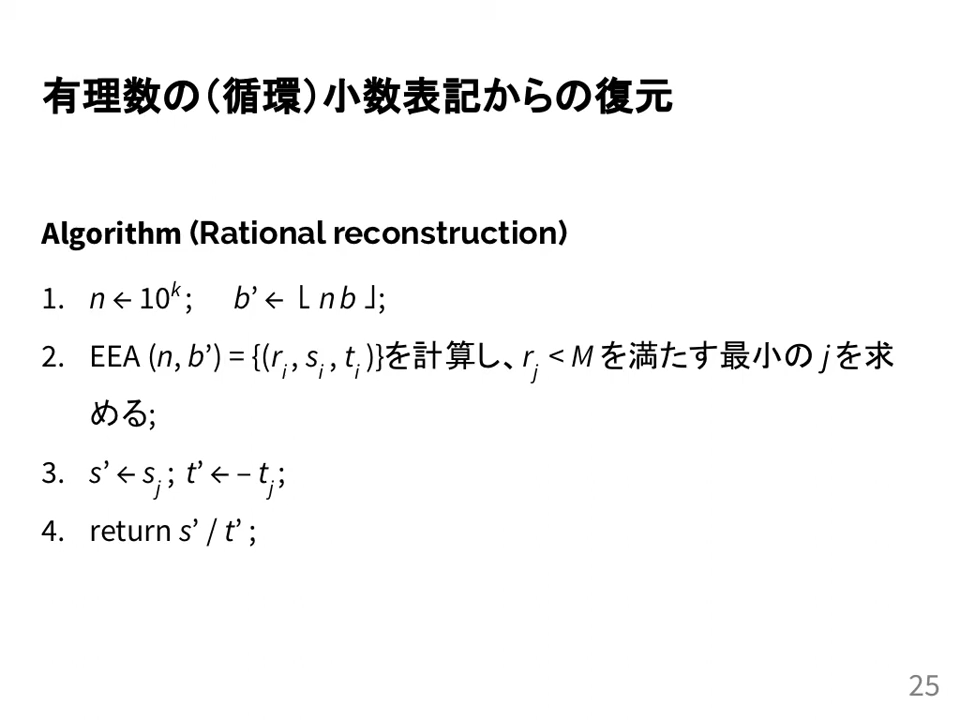 有理数の（循環）小数表記からの復元
Algorithm (Rational reconstruction)
1. n ← 10^k ; b’ ← ⌊ n b ⌋;
2. EEA (n, b’) = {(r_i , s_i , t_i )}を計算し、r_j < M を満たす最小の j を求
める;
3. s’ ← s_j ; t’ ← – t_j ;
4. return s’ / t’ ;
25